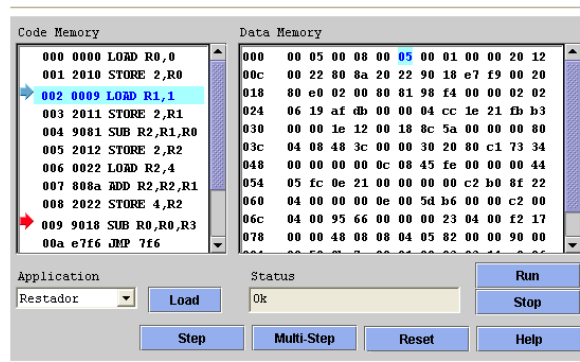 Code Memory
000 0000 LOAD R0,0
001 2010 STORE 2,R0
002 0009 LOAD R1,1
003 2011 STORE 2,R1
004 9081 SUB R2,R1,R0
005 2012 STORE 2,R2
006 0022 LOAD R2,4
007 808a ADD R2,R2,R1
008 2022 STORE 4,R2
009 9018 SUB R0,R0,R3
00a e7f6 JMP 7f6
Data Memory
000 00 05 00 08 00 05 00 01 00 00 20 12
00c 00 22 80 8a 20 22 90 18 e7 f9 00 20
018 80 e0 02 00 80 81 98 f4 00 00 02 02
024 06 19 af db 00 00 04 cc 1e 21 fb b3
030 00 00 1e 12 00 18 8c 5a 00 00 00 80
03c 04 08 48 3c 00 00 30 20 80 c1 73 34
048 00 00 00 00 0c 08 45 fe 00 00 00 44
054 05 fc 0e 21 00 00 00 00 c2 b0 8f 22
060 04 00 00 00 0e 00 5d b6 00 00 c2 00
06c 04 00 95 66 00 00 00 23 04 00 f2 17
078 00 00 48 08 08 04 05 82 00 00 90 00
Application
Restador
Load
Status
Ok
Run
Stop
Step
Multi-Step
Reset
Help